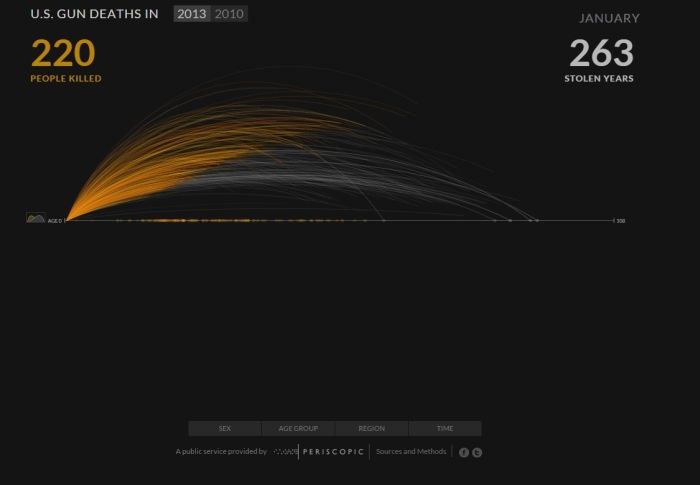 U.S. GUN DEATHS IN 2013 2010
JANUARY
220
PEOPLE KILLED
263
STOLEN YEARS
AGE 0
SEX AGE GROUP REGION TIME
A public service provided by PERISCOPIC Sources and Methods